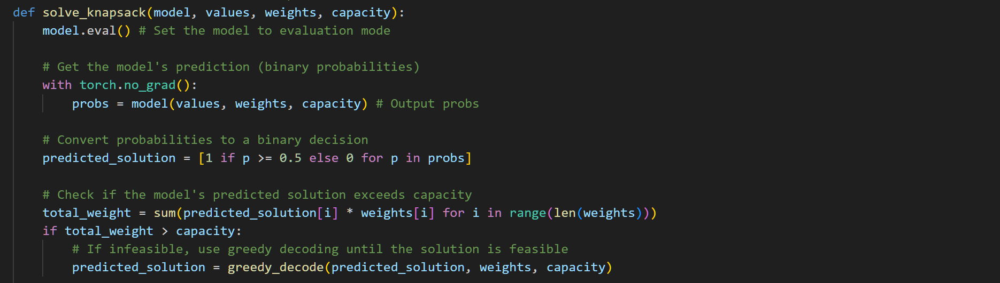 def solve_knapsack(model, values, weights, capacity):
    model.eval() # Set the model to evaluation mode

    # Get the model's prediction (binary probabilities)
    with torch.no_grad():
        probs = model(values, weights, capacity) # Output probs

    # Convert probabilities to a binary decision
    predicted_solution = [1 if p >= 0.5 else 0 for p in probs]

    # Check if the model's predicted solution exceeds capacity
    total_weight = sum(predicted_solution[i] * weights[i] for i in range(len(weights)))
    if total_weight > capacity:
        # If infeasible, use greedy decoding until the solution is feasible
        predicted_solution = greedy_decode(predicted_solution, weights, capacity)